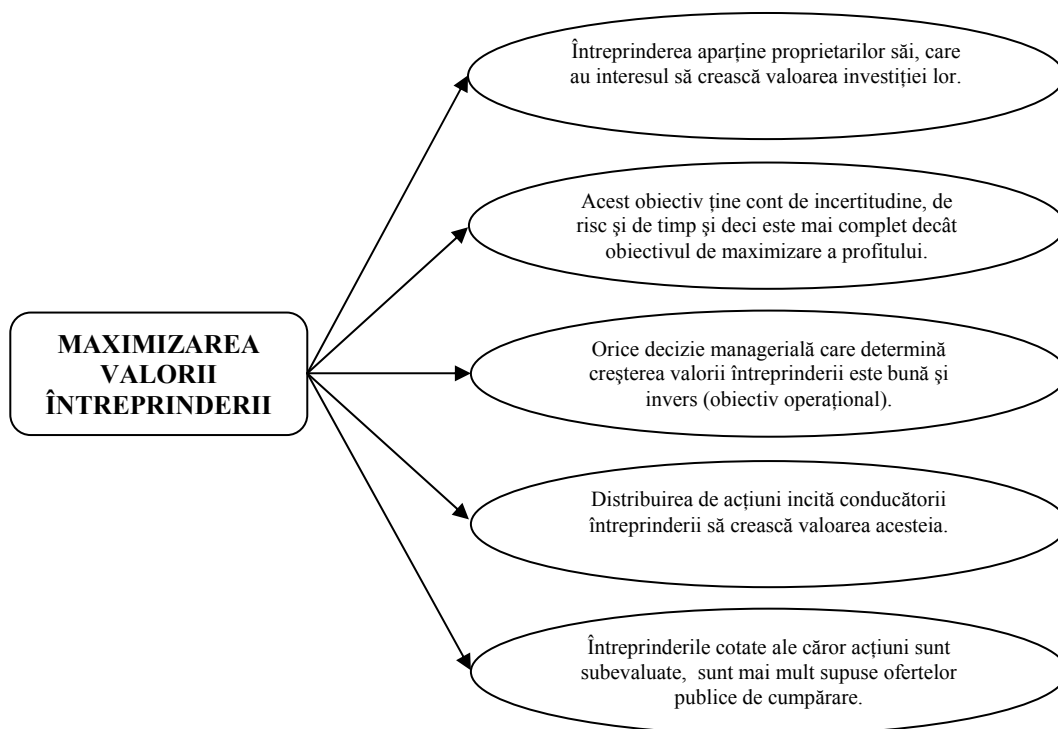 Întreprinderea aparține proprietarilor săi, care
au interesul să crească valoarea investiției lor.
Acest obiectiv ține cont de incertitudine, de
risc şi de timp şi deci este mai complet decât
obiectivul de maximizare a profitului.
MAXIMIZAREA
VALORII
ÎNTREPRINDERII
Orice decizie managerială care determină
creşterea valorii întreprinderii este bună şi
invers (obiectiv operațional).
Distribuirea de acțiuni incită conducătorii
întreprinderii să crească valoarea acesteia.
Întreprinderile cotate ale căror acțiuni sunt
subevaluate, sunt mai mult supuse ofertelor
publice de cumpărare.